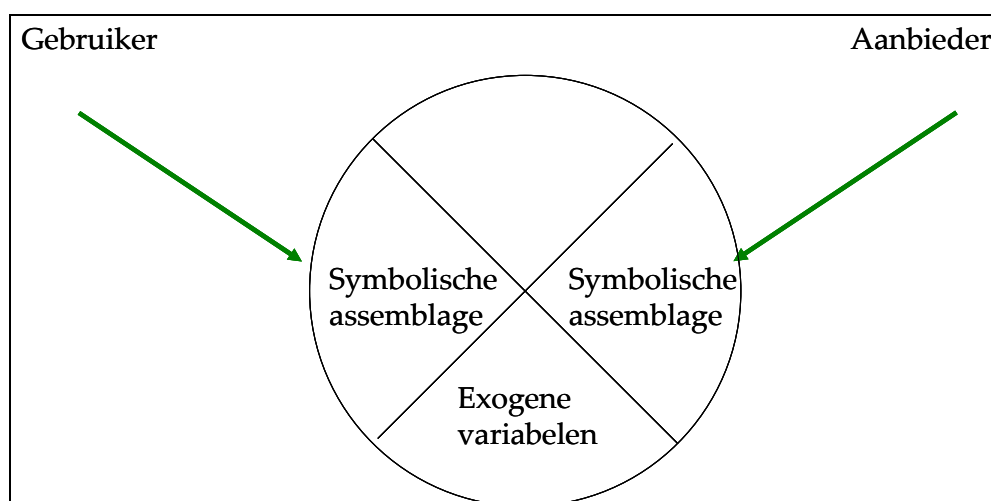 Gebruiker
Aanbieder
Symbolische
assemblage
Symbolische
assemblage
Exogene
variabelen